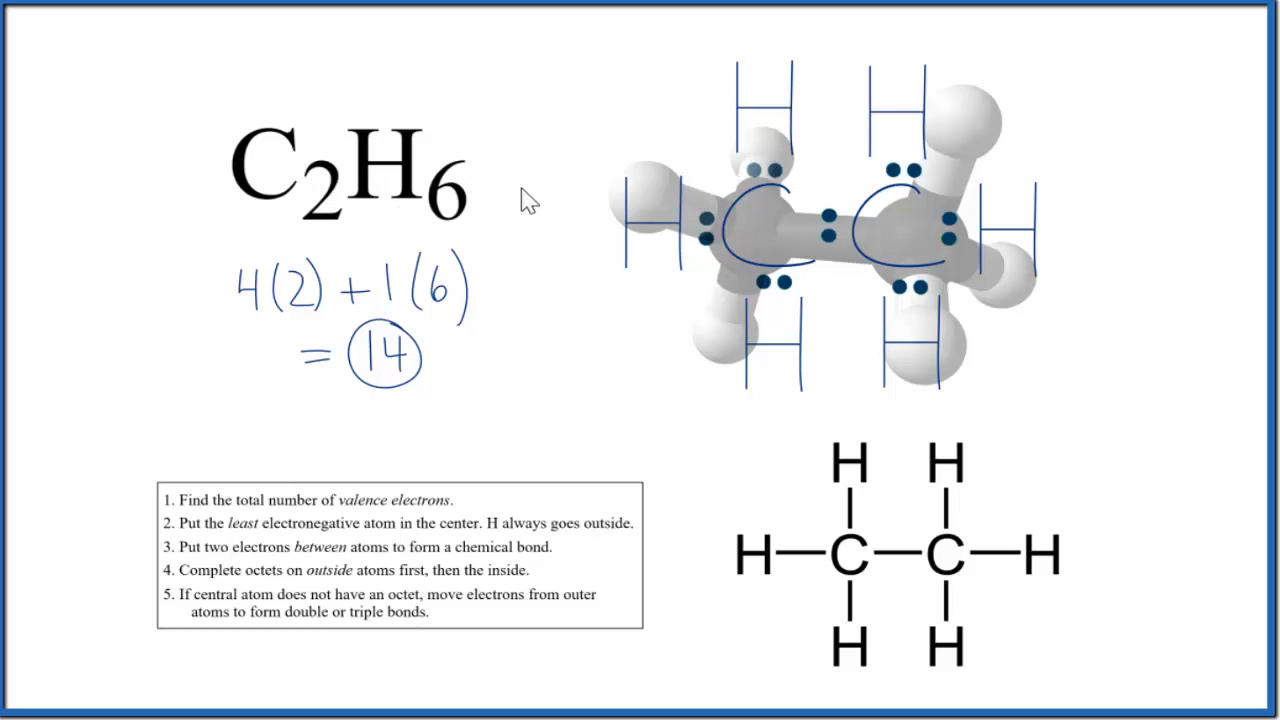 C₂H₆
4(2) + 1(6)
= 14
H H
H C C H
H H
1. Find the total number of valence electrons.
2. Put the least electronegative atom in the center. H always goes outside.
3. Put two electrons between atoms to form a chemical bond.
4. Complete octets on outside atoms first, then the inside.
5. If central atom does not have an octet, move electrons from outer
atoms to form double or triple bonds.
H H
H—C—C—H
H H